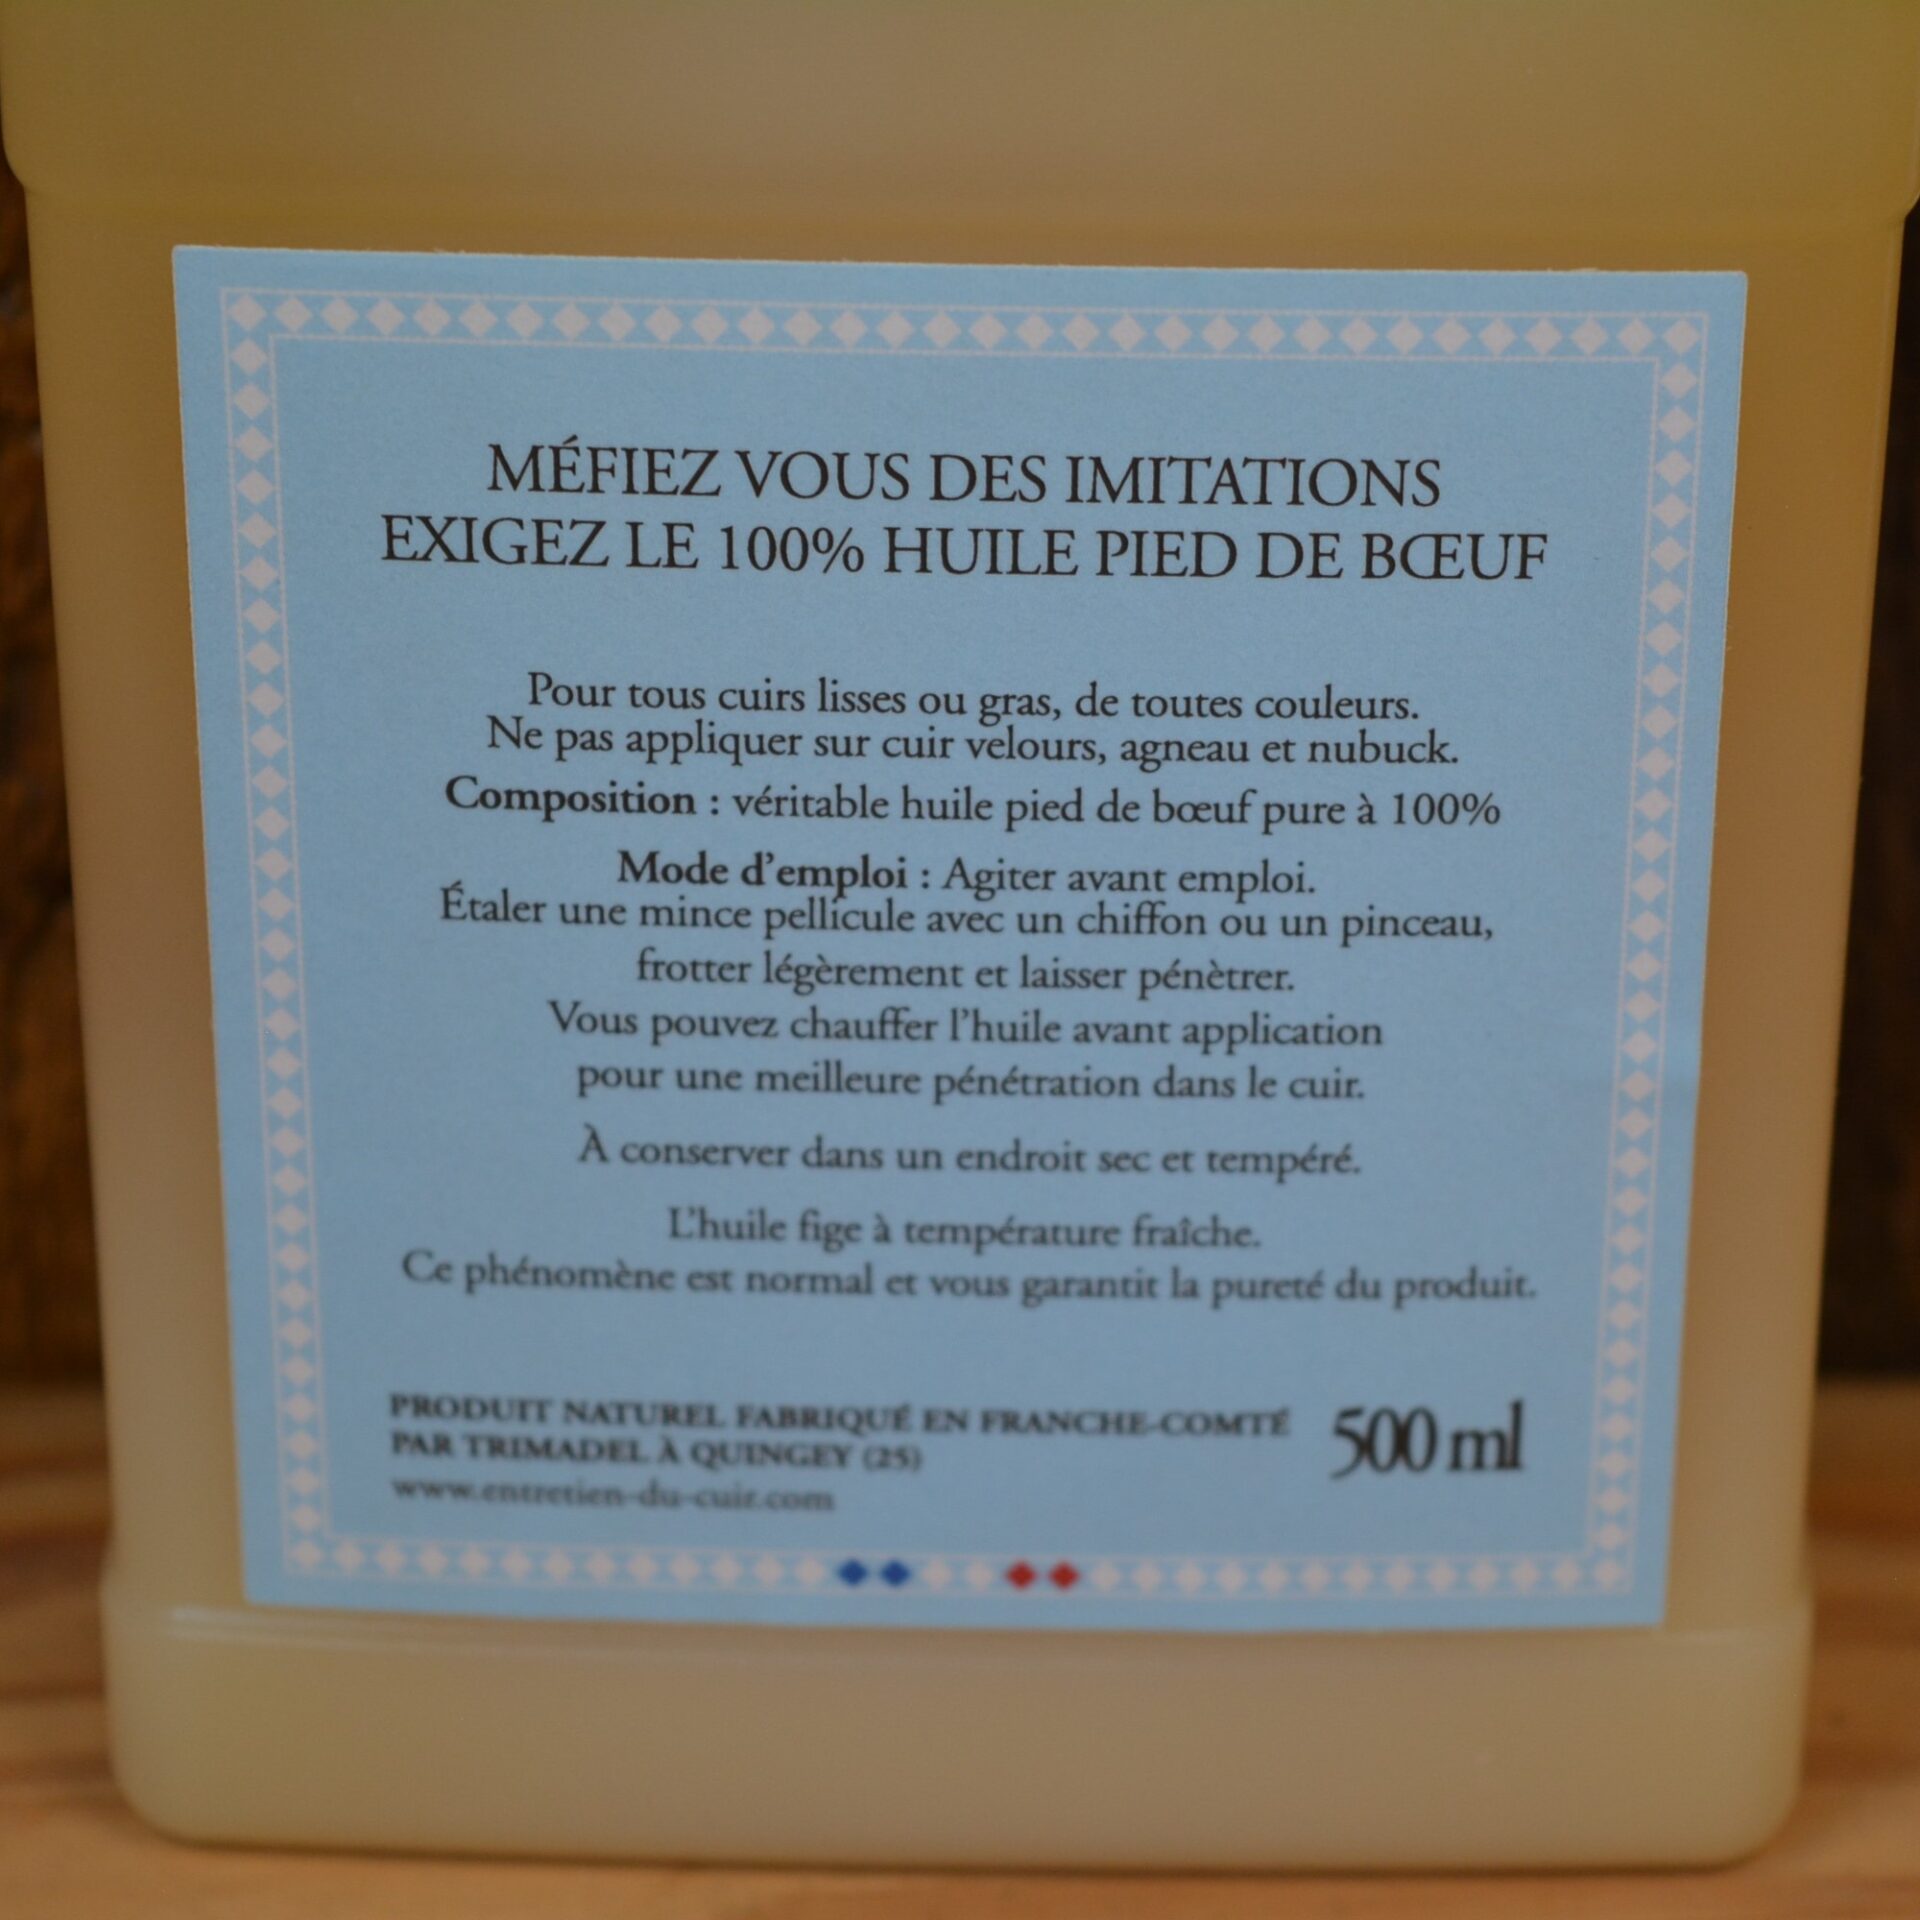 MÉFIEZ VOUS DES IMITATIONS
EXIGEZ LE 100% HUILE PIED DE BŒUF
Pour tous cuirs lisses ou gras, de toutes couleurs.
Ne pas appliquer sur cuir velours, agneau et nubuck.
Composition : véritable huile pied de bœuf pure à 100%
Mode d'emploi : Agiter avant emploi.
Étaler une mince pellicule avec un chiffon ou un pinceau,
frotter légèrement et laisser pénètrer.
Vous pouvez chauffer l'huile avant application
pour une meilleure pénétration dans le cuir.
À conserver dans un endroit sec et tempéré.
L'huile fige à température fraîche.
Ce phénomène est normal et vous garantit la pureté du produit.
PRODUIT NATUREL FABRIQUÉ EN FRANCHE-COMTÉ
PAR TRIMADEL À QUINGEY (25)
www.entretien-du-cuir.com
500 ml